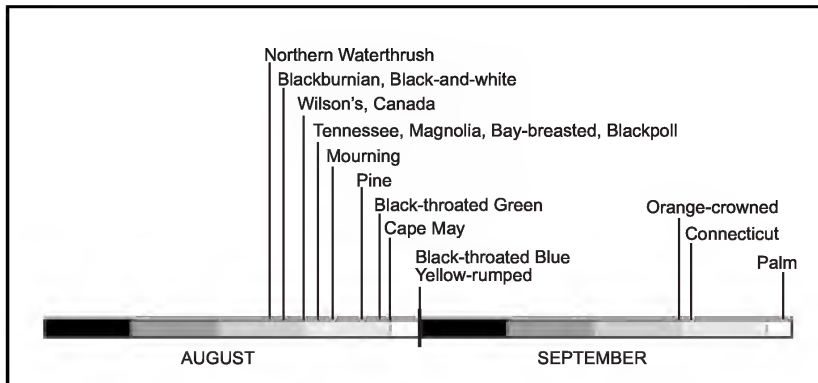 Northern Waterthrush
Blackburnian, Black-and-white
Wilson's, Canada
Tennessee, Magnolia, Bay-breasted, Blackpoll
Mourning
Pine
Black-throated Green
Cape May
Black-throated Blue
Yellow-rumped
Orange-crowned
Connecticut
Palm
AUGUST
SEPTEMBER